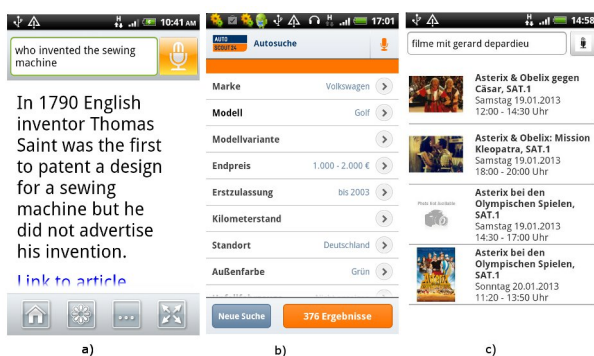 10:41 AM
who invented the sewing
machine
In 1790 English
inventor Thomas
Saint was the first
to patent a design
for a sewing
machine but he
did not advertise
his invention.
Link to article
a)
17:01
AUTO
SCOUT24
Autosuche
Marke Volkswagen
Modell Golf
Modellvariante
Endpreis 1.000 - 2.000 €
Erstzulassung bis 2003
Kilometerstand
Standort Deutschland
Außenfarbe Grün
Neue Suche 376 Ergebnisse
b)
14:58
filme mit gerard depardieu
Asterix & Obelix gegen
Cäsar, SAT.1
Samstag 19.01.2013
12:00 - 14:30 Uhr
Asterix & Obelix: Mission
Kleopatra, SAT.1
Samstag 19.01.2013
18:00 - 20:00 Uhr
Asterix bei den
Olympischen Spielen,
SAT.1
Samstag 19.01.2013
14:30 - 17:00 Uhr
Asterix bei den
Olympischen Spielen,
SAT.1
Sonntag 20.01.2013
11:20 - 13:50 Uhr
c)